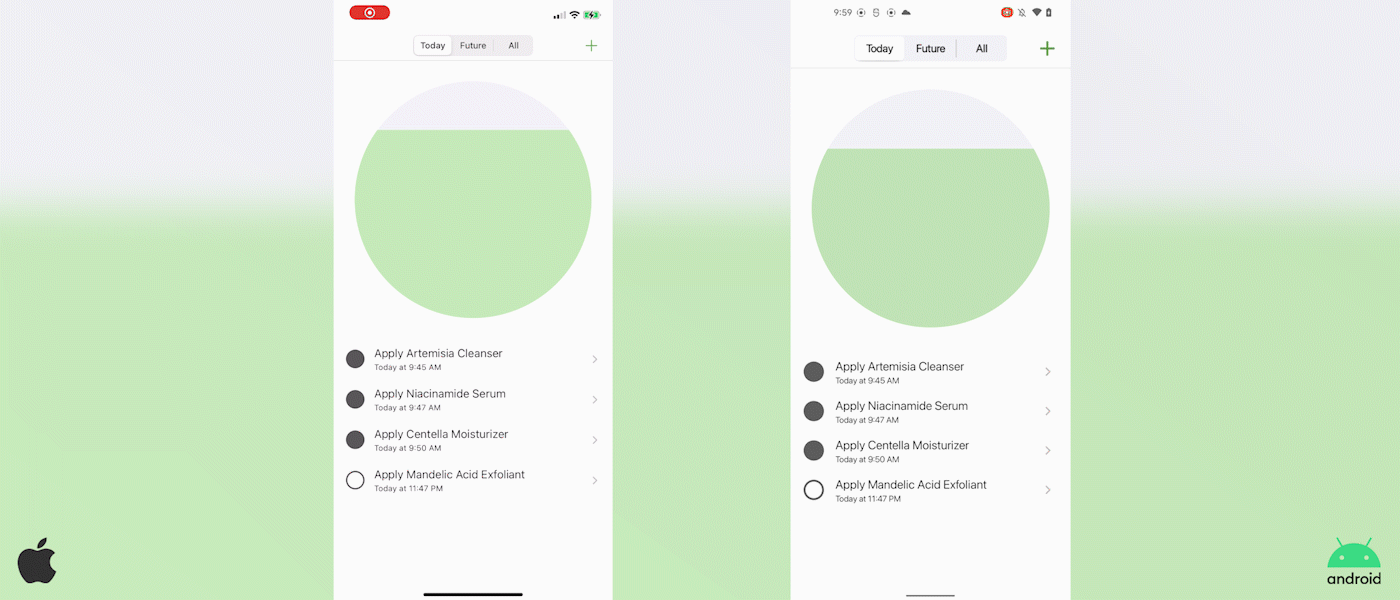 Today Future All
Apply Artemisia Cleanser
Today at 9:45 AM
Apply Niacinamide Serum
Today at 9:47 AM
Apply Centella Moisturizer
Today at 9:50 AM
Apply Mandelic Acid Exfoliant
Today at 11:47 PM
9:59
Today Future All
Apply Artemisia Cleanser
Today at 9:45 AM
Apply Niacinamide Serum
Today at 9:47 AM
Apply Centella Moisturizer
Today at 9:50 AM
Apply Mandelic Acid Exfoliant
Today at 11:47 PM
android